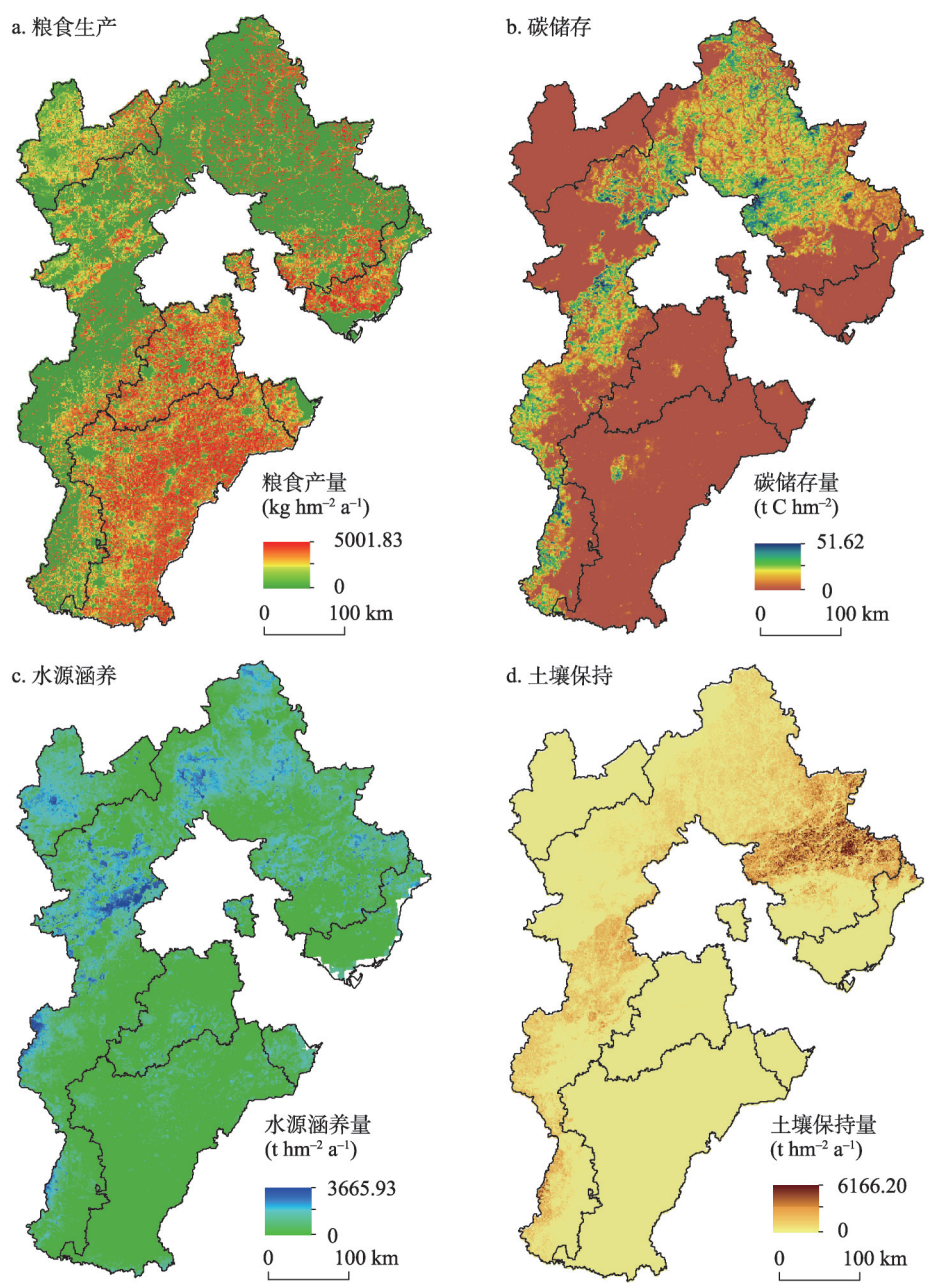 a. 粮食生产
b. 碳储存
粮食产量
(kg hm⁻² a⁻¹)
5001.83
0
0 100 km
碳储存量
(t C hm⁻²)
51.62
0
0 100 km
c. 水源涵养
d. 土壤保持
水源涵养量
(t hm⁻² a⁻¹)
3665.93
0
0 100 km
土壤保持量
(t hm⁻² a⁻¹)
6166.20
0
0 100 km